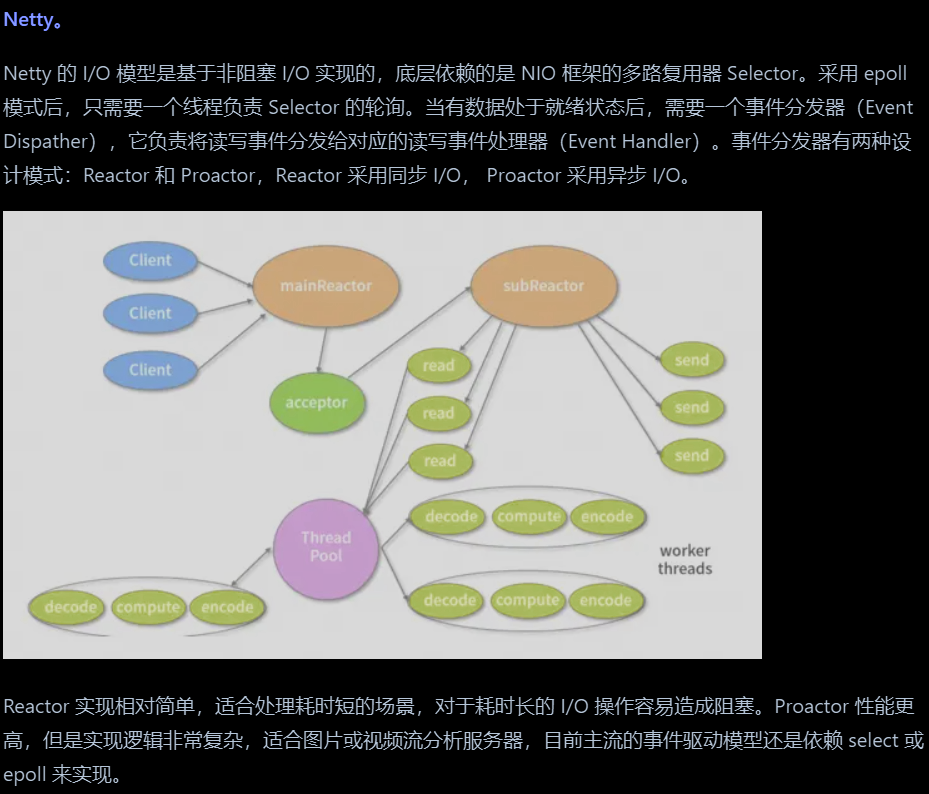 Netty。
Netty 的 I/O 模型是基于非阻塞 I/O 实现的，底层依赖的是 NIO 框架的多路复用器 Selector。采用 epoll
模式后，只需要一个线程负责 Selector 的轮询。当有数据处于就绪状态后，需要一个事件分发器（Event
Dispather），它负责将读写事件分发给对应的读写事件处理器（Event Handler）。事件分发器有两种设
计模式：Reactor 和 Proactor，Reactor 采用同步 I/O， Proactor 采用异步 I/O。
Client
Client
Client
mainReactor
acceptor
subReactor
read
read
read
send
send
send
Thread
Pool
decode compute encode
decode compute encode
decode compute encode
worker
threads
Reactor 实现相对简单，适合处理耗时短的场景，对于耗时长的 I/O 操作容易造成阻塞。Proactor 性能更
高，但是实现逻辑非常复杂，适合图片或视频流分析服务器，目前主流的事件驱动模型还是依赖 select 或
epoll 来实现。